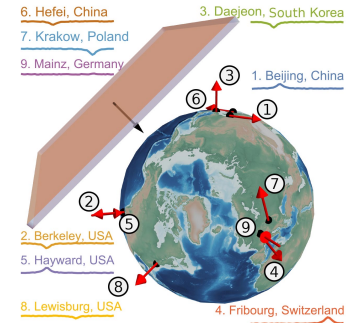 6. Hefei, China
3. Daejeon, South Korea
7. Krakow, Poland
9. Mainz, Germany
1. Beijing, China
3
6
1
7
2
5
9
4
8
2. Berkeley, USA
5. Hayward, USA
8. Lewisburg, USA
4. Fribourg, Switzerland